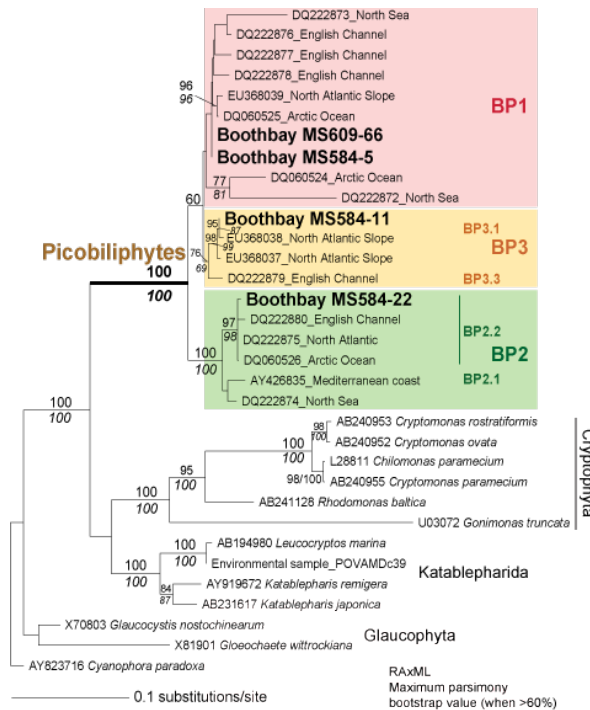 DQ222873_North Sea
DQ222876_English Channel
DQ222877_English Channel
DQ222878_English Channel
96
96
EU368039_North Atlantic Slope
BP1
DQ060525_Arctic Ocean
Boothbay MS609-66
Boothbay MS584-5
77
81
DQ060524_Arctic Ocean
60
DQ222872_North Sea
Boothbay MS584-11
95
87
BP3.1
EU368038_North Atlantic Slope
98
99
BP3
Picobiliphytes
76
69
EU368037_North Atlantic Slope
100
100
DQ222879_English Channel
BP3.3
Boothbay MS584-22
DQ222880_English Channel
97
98
BP2.2
DQ222875_North Atlantic
BP2
100
100
DQ060526_Arctic Ocean
AY426835_Mediterranean coast
BP2.1
DQ222874_North Sea
100
100
AB240953 Cryptomonas rostratiformis
98
100
AB240952 Cryptomonas ovata
100
100
L28811 Chilomonas paramecium
98/100
AB240955 Cryptomonas paramecium
95
100
100
AB241128 Rhodomonas baltica
U03072 Gonimonas truncata
Cryptophyta
100
100
AB194980 Leucocryptos marina
Environmental sample_POVAMDc39
Katablepharida
100
100
AY919672 Katablepharis remigera
84
87
AB231617 Katablepharis japonica
X70803 Glaucocystis nostochinearum
Glaucophyta
X81901 Gloeochaete wittrockiana
AY823716 Cyanophora paradoxa
RAxML
Maximum parsimony
bootstrap value (when >60%)
0.1 substitutions/site